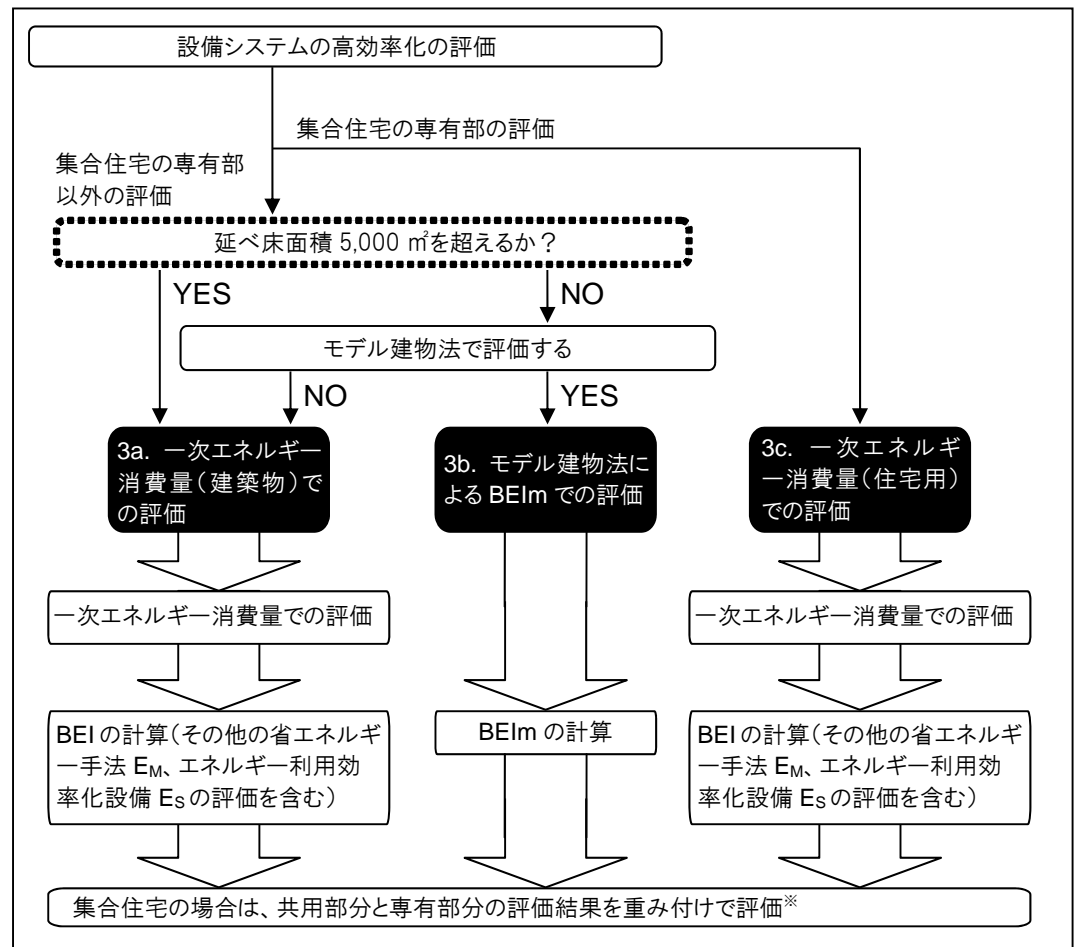 設備システムの高効率化の評価
集合住宅の専有部の評価
集合住宅の専有部
以外の評価
延べ床面積 5,000 ㎡を超えるか？
YES
NO
モデル建物法で評価する
NO
YES
3a. 一次エネルギー
消費量（建築物）で
の評価
3b. モデル建物法に
よる BEIm での評価
3c. 一次エネルギ
ー消費量（住宅用）
での評価
一次エネルギー消費量での評価
一次エネルギー消費量での評価
BEI の計算（その他の省エネルギ
ー手法 EM、エネルギー利用効
率化設備 ES の評価を含む）
BEIm の計算
BEI の計算（その他の省エネルギ
ー手法 EM、エネルギー利用効
率化設備 ES の評価を含む）
集合住宅の場合は、共用部分と専有部分の評価結果を重み付けで評価※